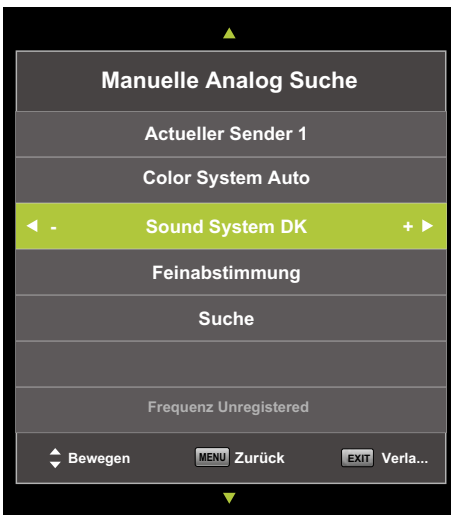 Manuelle Analog Suche
Actueller Sender 1
Color System Auto
- Sound System DK +
Feinabstimmung
Suche
Frequenz Unregistered
Bewegen MENU Zurück EXIT Verla...